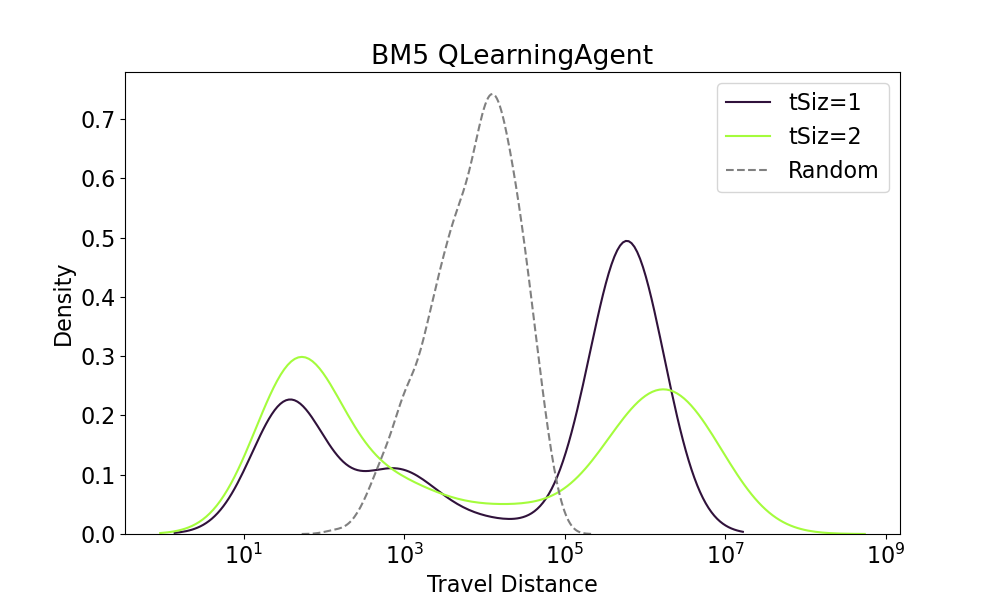 BM5 QLearningAgent
tSiz=1
tSiz=2
Random
Density
0.7
0.6
0.5
0.4
0.3
0.2
0.1
0.0
10¹ 10³ 10⁵ 10⁷ 10⁹
Travel Distance